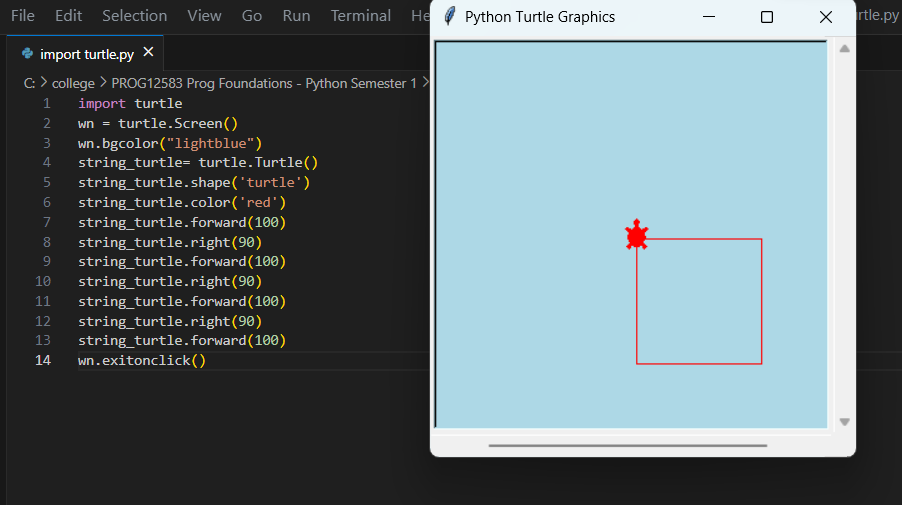 File Edit Selection View Go Run Terminal He
Python Turtle Graphics
rtle.py
import turtle.py
C: > college > PROG12583 Prog Foundations - Python Semester 1 >
1 import turtle
2 wn = turtle.Screen()
3 wn.bgcolor("lightblue")
4 string_turtle= turtle.Turtle()
5 string_turtle.shape('turtle')
6 string_turtle.color('red')
7 string_turtle.forward(100)
8 string_turtle.right(90)
9 string_turtle.forward(100)
10 string_turtle.right(90)
11 string_turtle.forward(100)
12 string_turtle.right(90)
13 string_turtle.forward(100)
14 wn.exitonclick()